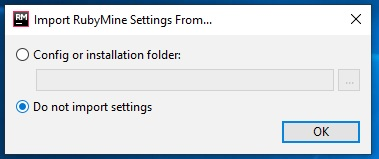 RM
Import RubyMine Settings From...
Config or installation folder:
...
Do not import settings
OK